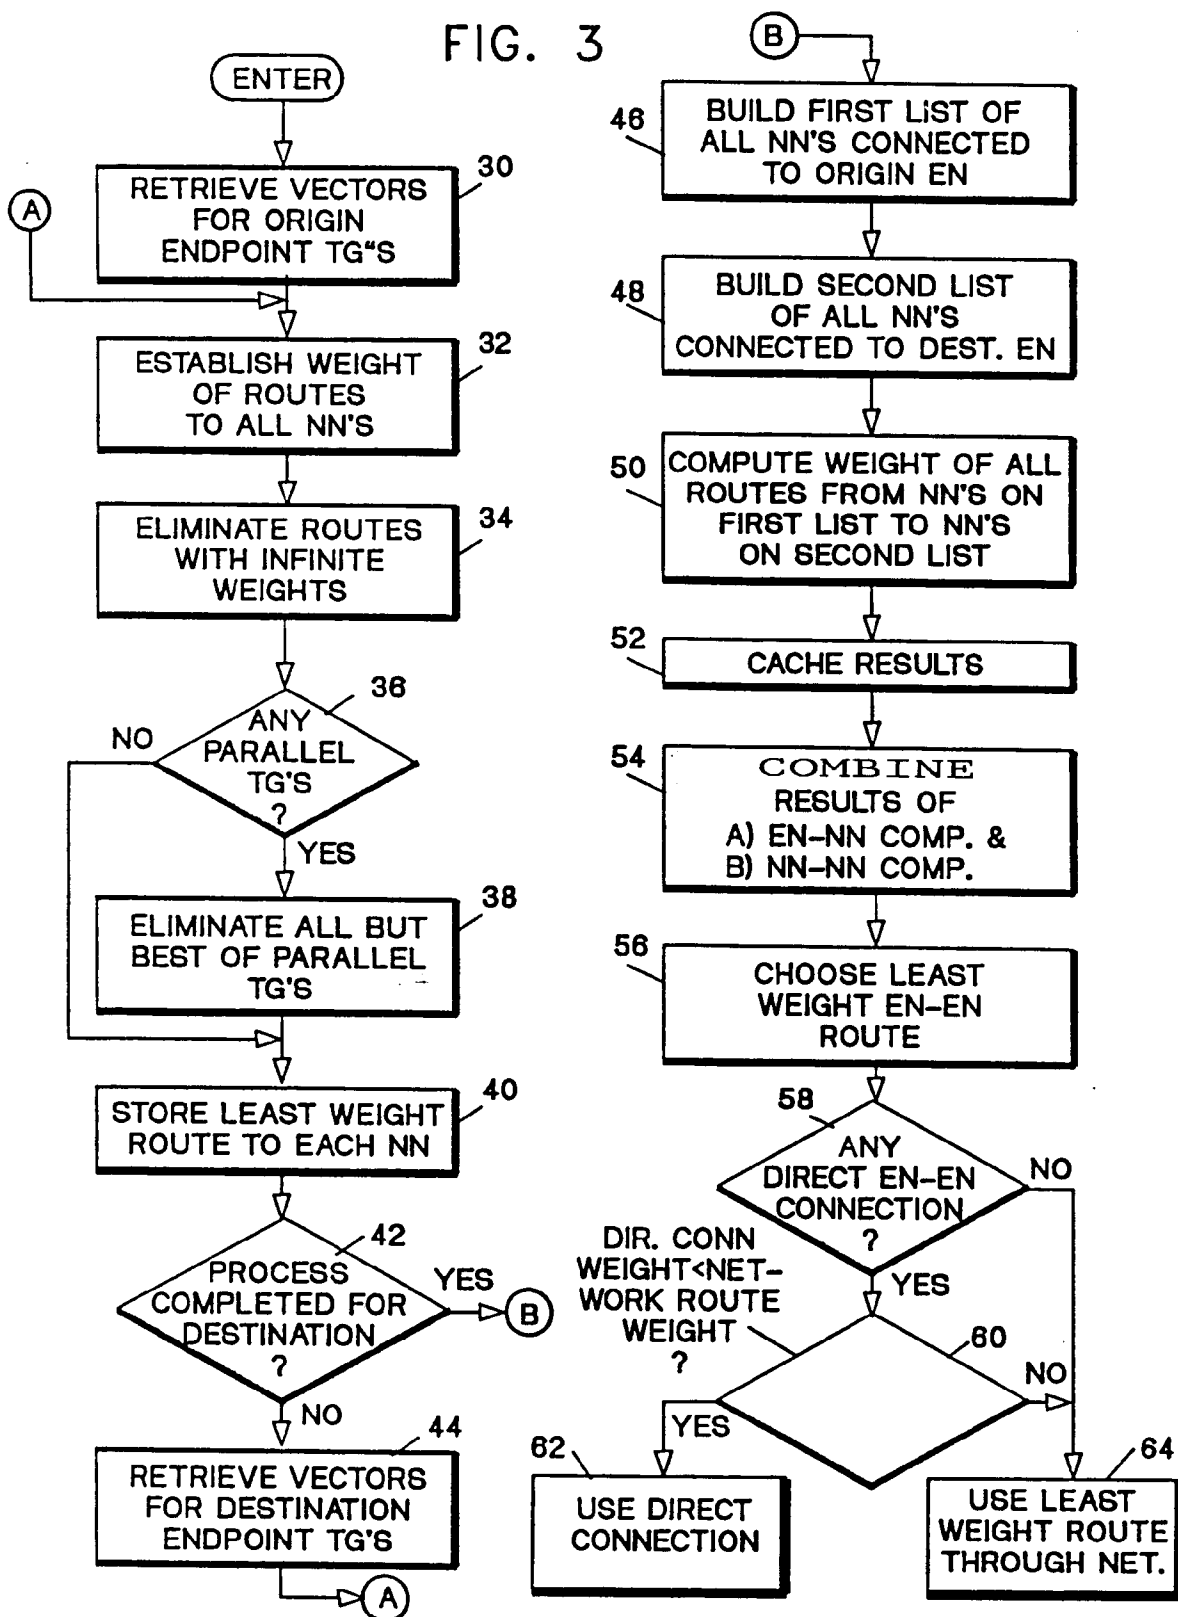 FIG. 3
ENTER
A
30
RETRIEVE VECTORS
FOR ORIGIN
ENDPOINT TG"S
32
ESTABLISH WEIGHT
OF ROUTES
TO ALL NN'S
34
ELIMINATE ROUTES
WITH INFINITE
WEIGHTS
36
ANY
PARALLEL
TG'S
?
NO
YES
38
ELIMINATE ALL BUT
BEST OF PARALLEL
TG'S
40
STORE LEAST WEIGHT
ROUTE TO EACH NN
42
PROCESS
COMPLETED FOR
DESTINATION
?
YES
B
NO
44
RETRIEVE VECTORS
FOR DESTINATION
ENDPOINT TG'S
A
B
46
BUILD FIRST LIST OF
ALL NN'S CONNECTED
TO ORIGIN EN
48
BUILD SECOND LIST
OF ALL NN'S
CONNECTED TO DEST. EN
50
COMPUTE WEIGHT OF ALL
ROUTES FROM NN'S ON
FIRST LIST TO NN'S
ON SECOND LIST
52
CACHE RESULTS
54
COMBINE
RESULTS OF
A) EN-NN COMP. &
B) NN-NN COMP.
56
CHOOSE LEAST
WEIGHT EN-EN
ROUTE
58
ANY
DIRECT EN-EN
CONNECTION
?
NO
YES
DIR. CONN
WEIGHT<NET-
WORK ROUTE
WEIGHT
?
60
NO
YES
62
USE DIRECT
CONNECTION
64
USE LEAST
WEIGHT ROUTE
THROUGH NET.